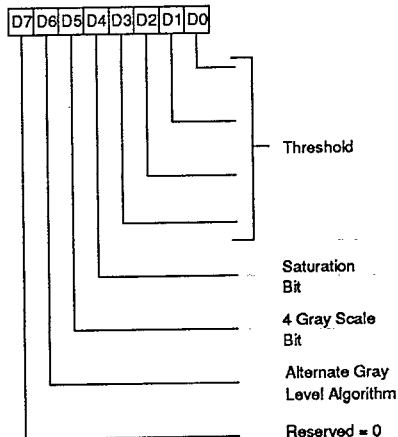 D7 D6 D5 D4 D3 D2 D1 D0
Threshold
Saturation
Bit
4 Gray Scale
Bit
Alternate Gray
Level Algorithm
Reserved = 0